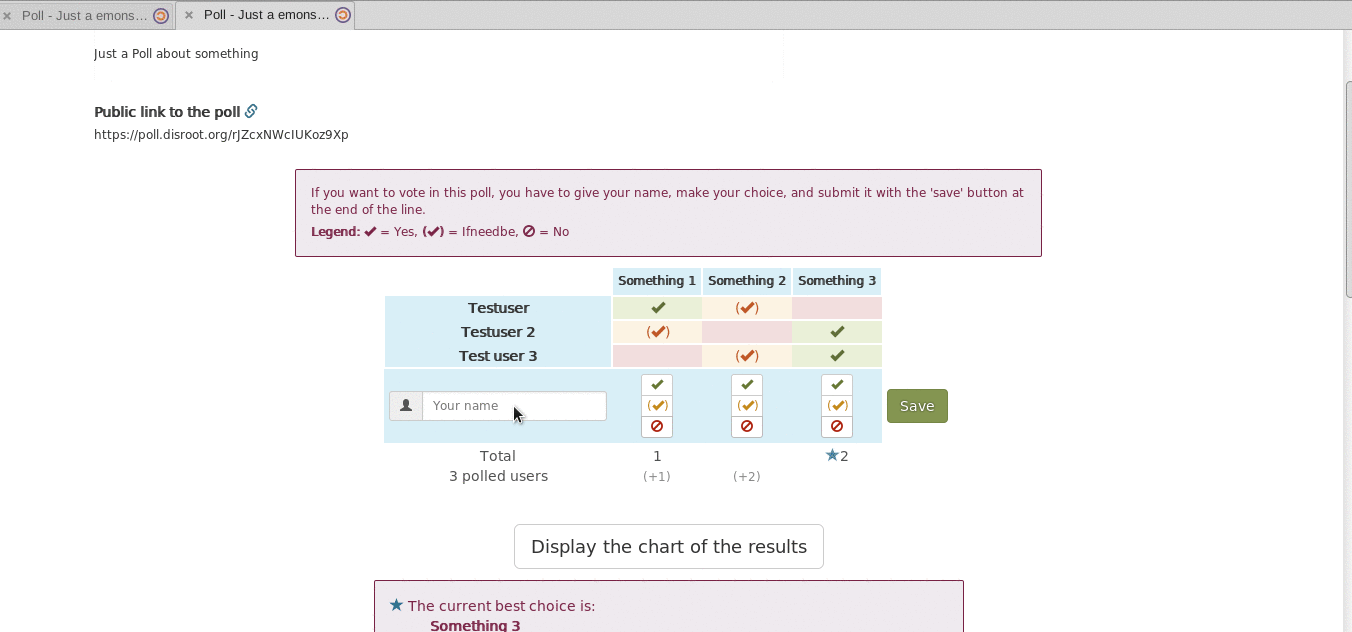 Poll - Just a emons...
Poll - Just a emons...
Just a Poll about something
Public link to the poll
https://poll.disroot.org/rJZcxNWcIUKoz9Xp
If you want to vote in this poll, you have to give your name, make your choice, and submit it with the 'save' button at
the end of the line.
Legend: ✔ = Yes, (✔) = Ifneedbe, 🚫 = No
Something 1 Something 2 Something 3
Testuser ✔ (✔)
Testuser 2 (✔) ✔
Test user 3 (✔) ✔
✔ ✔ ✔
Your name (✔) (✔) (✔) Save
Total 1 ★2
3 polled users (+1) (+2)
Display the chart of the results
★ The current best choice is:
Something 3